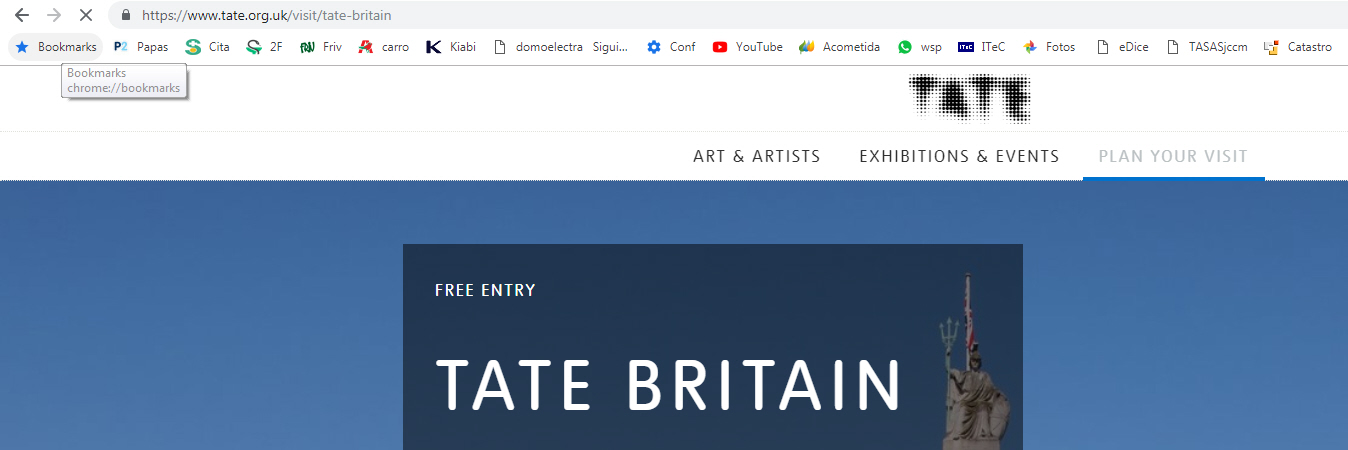 https://www.tate.org.uk/visit/tate-britain
Bookmarks P2 Papas Cita 2F Friv carro K Kiabi domoelectra Sigui... Conf YouTube Acometida wsp ITeC ITeC Fotos eDice TASASjccm Catastro
Bookmarks
chrome://bookmarks
TATE
ART & ARTISTS EXHIBITIONS & EVENTS PLAN YOUR VISIT
FREE ENTRY
TATE BRITAIN